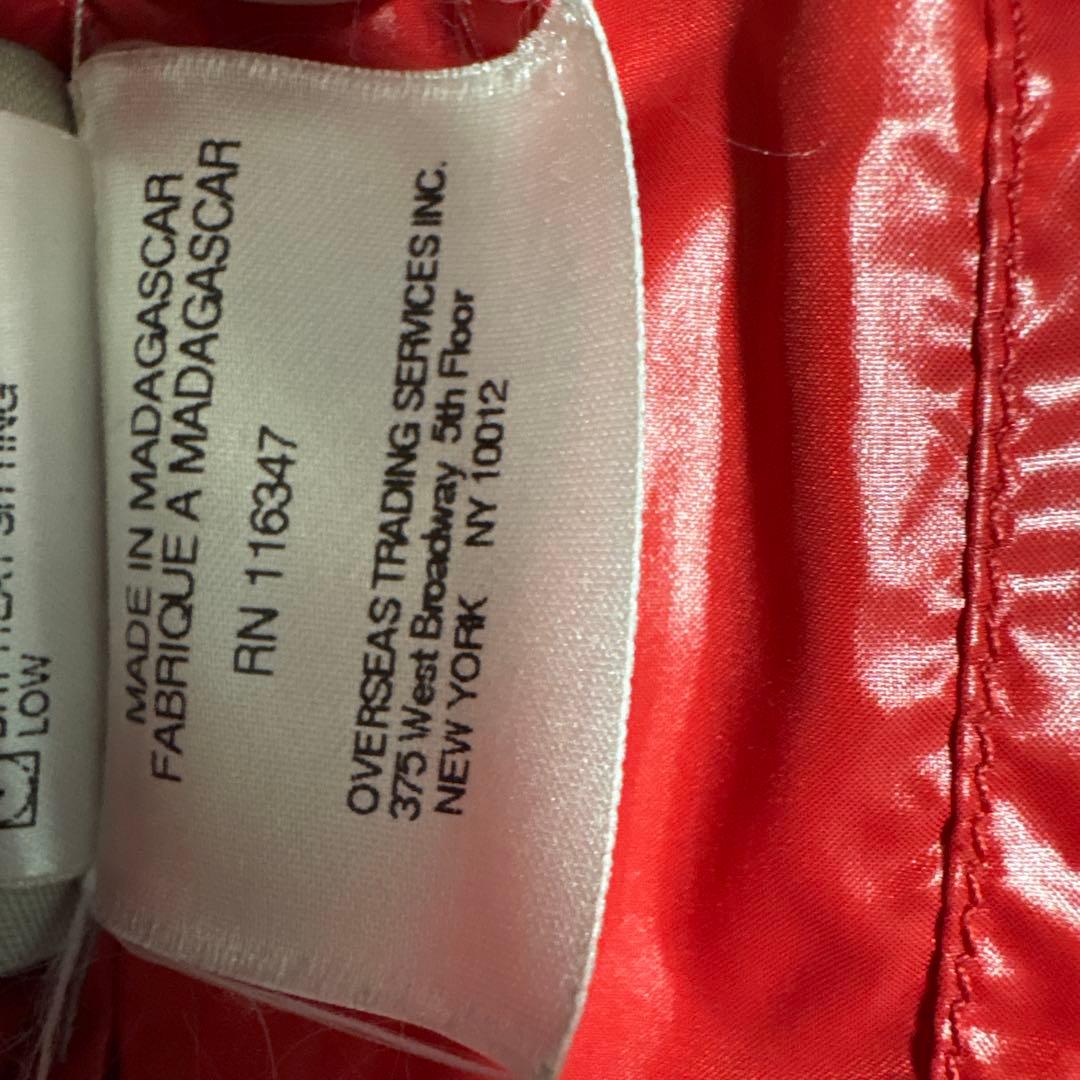 LOW
MADE IN MADAGASCAR
FABRIQUE A MADAGASCAR
RN 116347
OVERSEAS TRADING SERVICES INC.
375 West Broadway 5th Floor
NEW YORK NY 10012